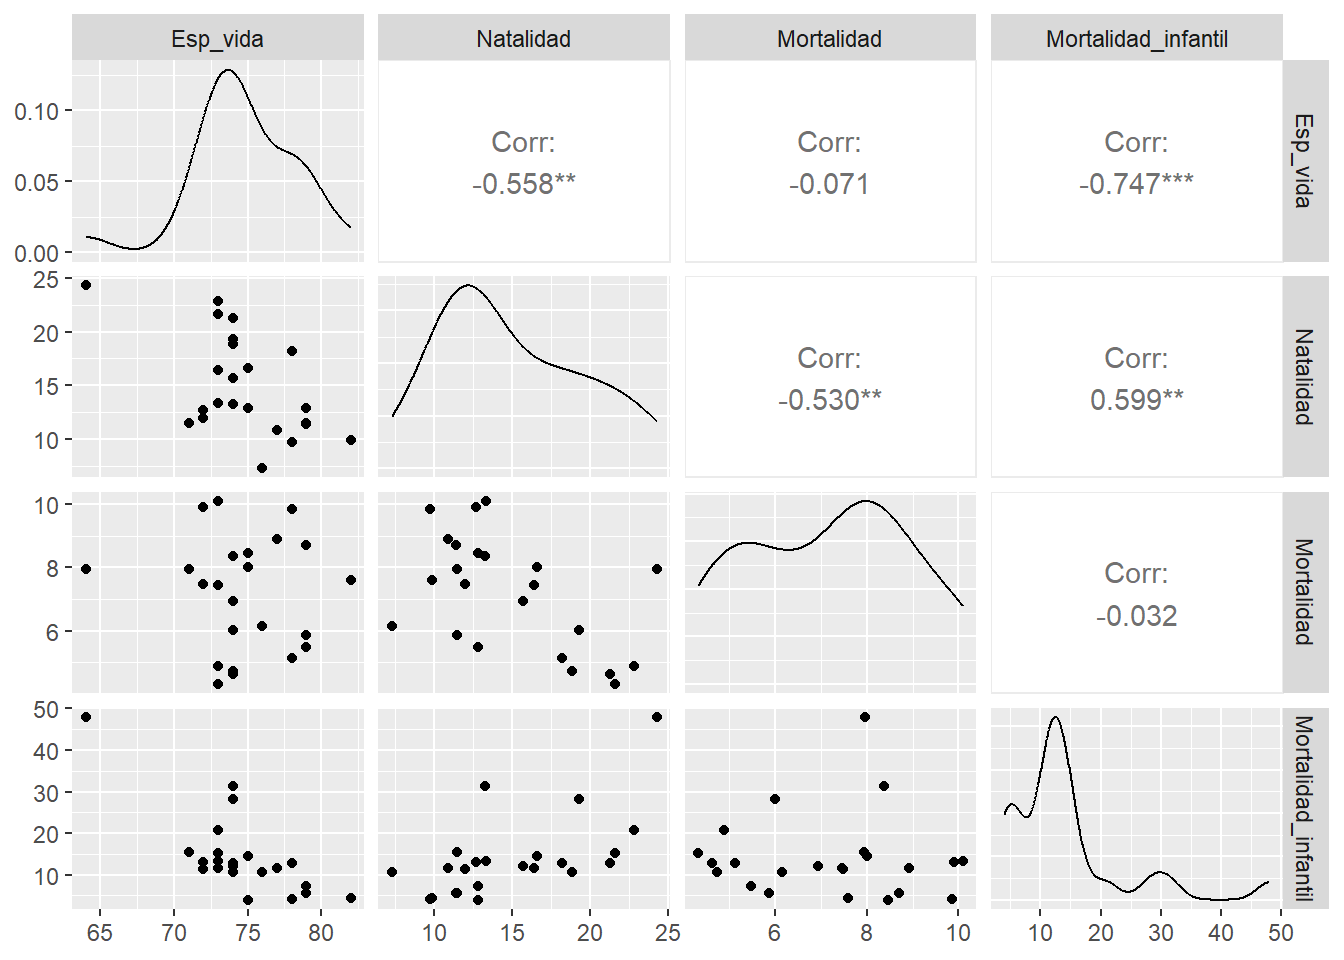 Esp_vida
Natalidad
Mortalidad
Mortalidad_infantil
0.10
0.05
0.00
Corr:
-0.558**
Corr:
-0.071
Corr:
-0.747***
Esp_vida
25
20
15
10
Corr:
-0.530**
Corr:
0.599**
Natalidad
10
8
6
Corr:
-0.032
Mortalidad
50
40
30
20
10
Mortalidad_infantil
65 70 75 80
10 15 20 25
6 8 10
10 20 30 40 50